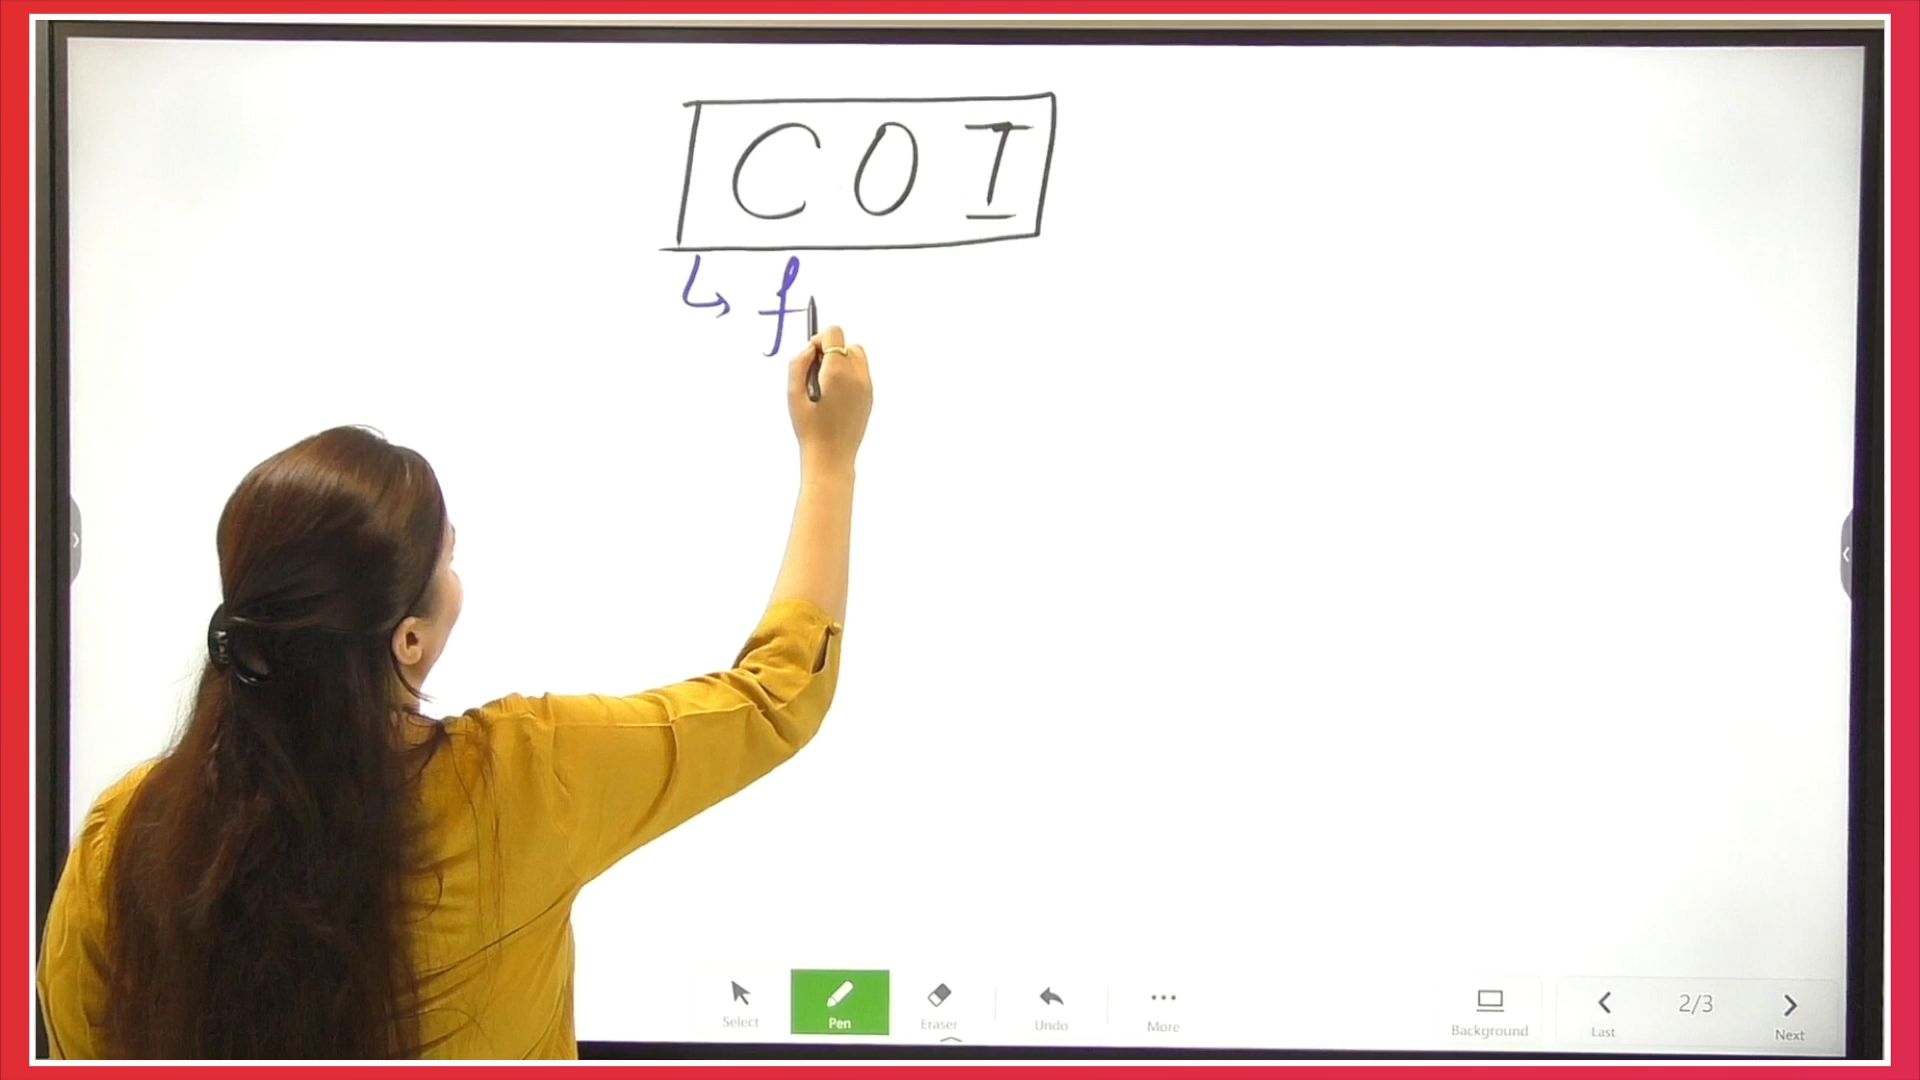 COI
↳ f
Select
Pen
Eraser
Undo
More
Background
Last
2/3
Next